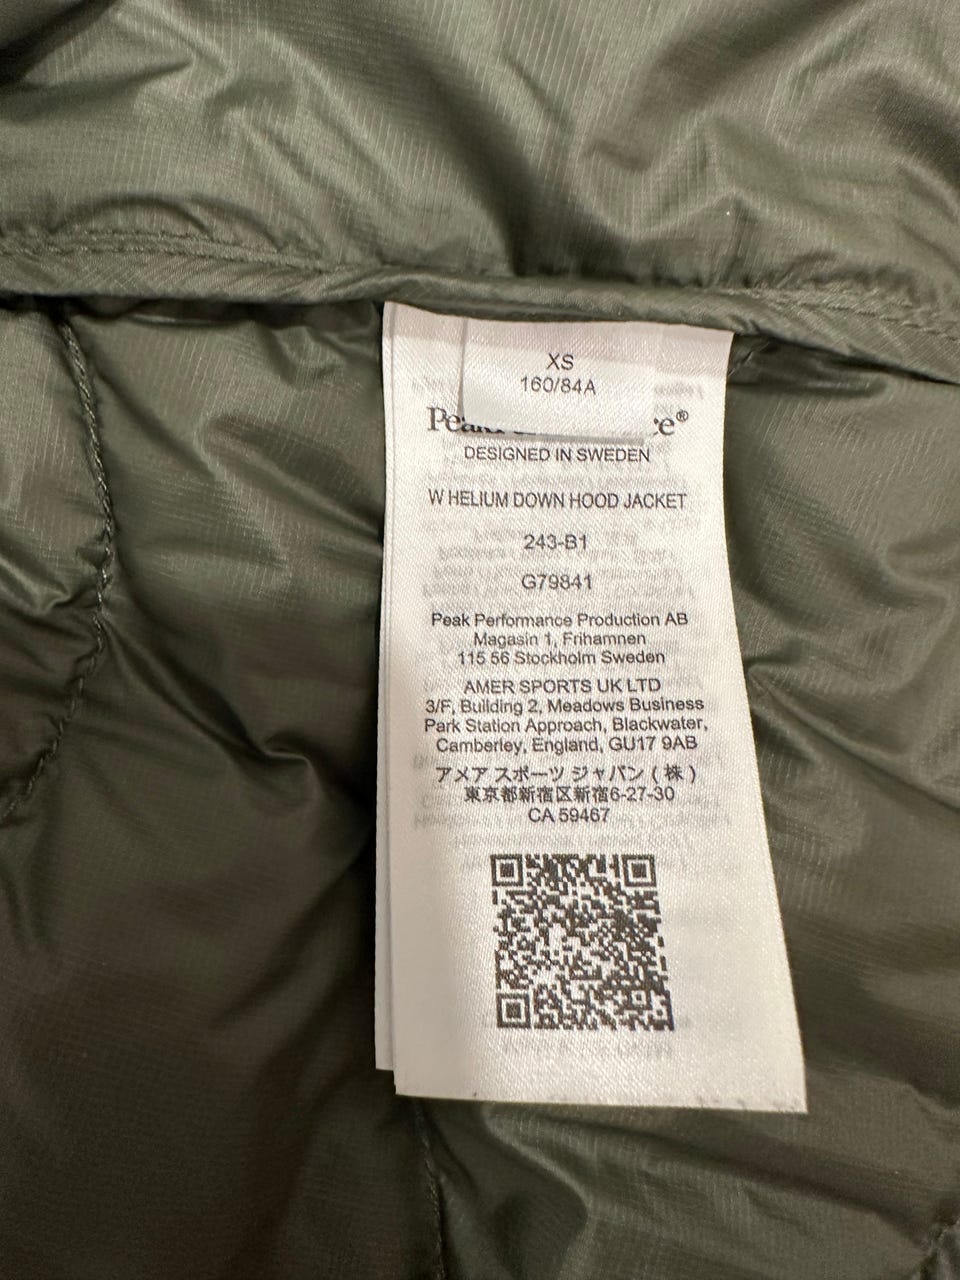 XS
160/84A
DESIGNED IN SWEDEN
W HELIUM DOWN HOOD JACKET
243-B1
G79841
Peak Performance Production AB
Magasin 1, Frihamnen
115 56 Stockholm Sweden
AMER SPORTS UK LTD
3/F, Building 2, Meadows Business
Park Station Approach, Blackwater,
Camberley, England, GU17 9AB
アメア スポーツ ジャパン ( 株 )
東京都新宿区新宿6-27-30
CA 59467